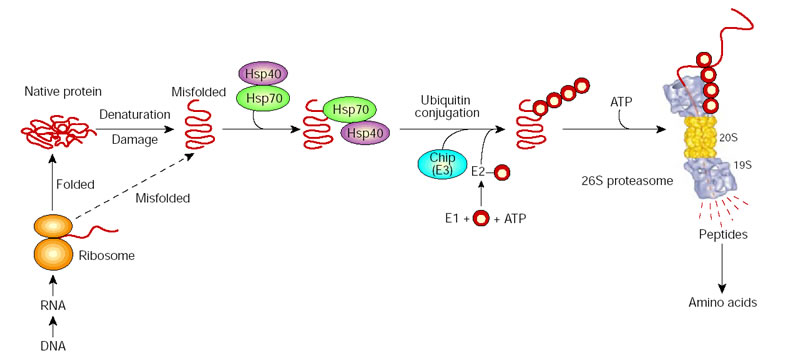 Native protein
Denaturation
Damage
Folded
Misfolded
Ribosome
RNA
DNA
Misfolded
Hsp40
Hsp70
Hsp70
Hsp40
Ubiquitin
conjugation
Chip
(E3)
E2
E1 + + ATP
ATP
20S
19S
26S proteasome
Peptides
Amino acids